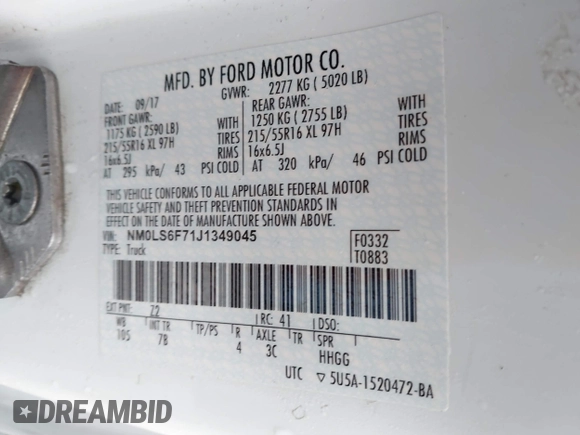 MFD. BY FORD MOTOR CO.
DATE: 09/17 GVWR: 2277 KG ( 5020 LB)
FRONT GAWR: REAR GAWR:
1175 KG ( 2590 LB) WITH 1250 KG ( 2755 LB) WITH
215/55R16 XL 97H TIRES 215/55R16 XL 97H TIRES
16x6.5J RIMS 16x6.5J RIMS
AT 295 kPa/ 43 PSI COLD AT 320 kPa/ 46 PSI COLD
THIS VEHICLE CONFORMS TO ALL APPLICABLE FEDERAL MOTOR
VEHICLE SAFETY AND THEFT PREVENTION STANDARDS IN
EFFECT ON THE DATE OF MANUFACTURE SHOWN ABOVE.
VIN: NM0LS6F71J1349045 F0332
TYPE: Truck T0883
EXT PNT: Z2 RC: 41 DSO:
WB INT TR TP/PS R AXLE TR SPR
105 7B 4 3C HHGG
UTC ▽ 5U5A-1520472-BA
EPICVIN.COM